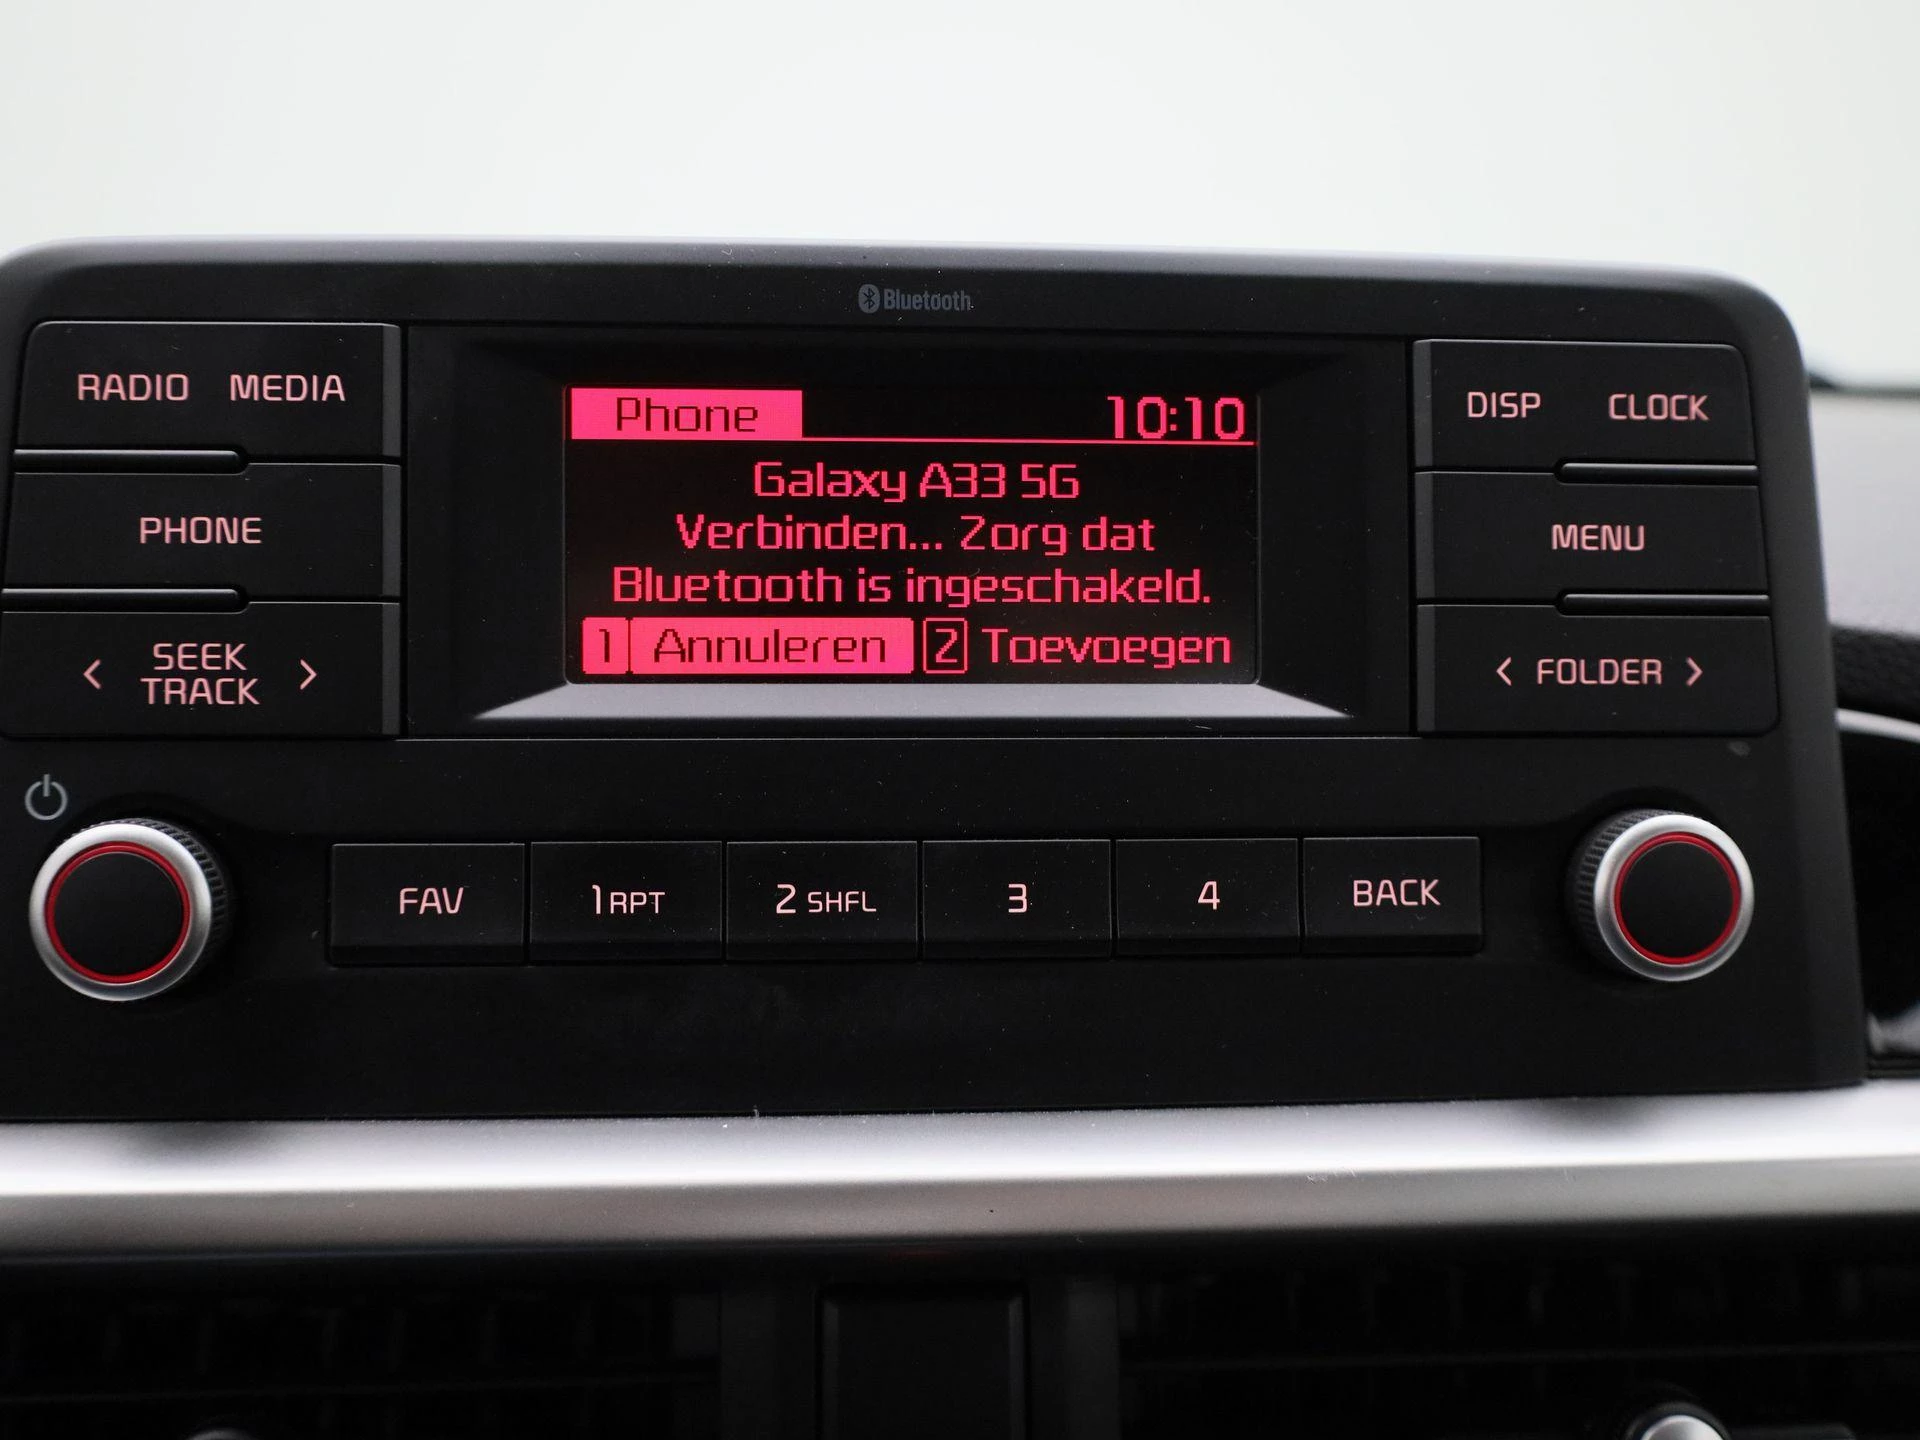 Bluetooth
RADIO MEDIA
PHONE
< SEEK >
TRACK
Phone 10:10
Galaxy A33 5G
Verbinden... Zorg dat
Bluetooth is ingeschakeld.
1 Annuleren 2 Toevoegen
DISP CLOCK
MENU
< FOLDER >
FAV 1 RPT 2 SHFL 3 4 BACK